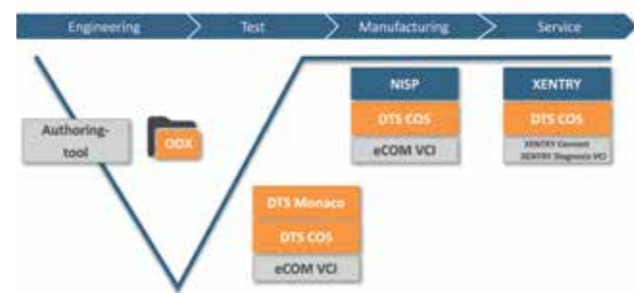 Engineering
Test
Manufacturing
Service
NISP
DTS COS
eCOM VCI
XENTRY
DTS COS
XENTRY Connect
XENTRY Diagnosis VCI
Authoring-
tool
ODX
DTS Monaco
DTS COS
eCOM VCI